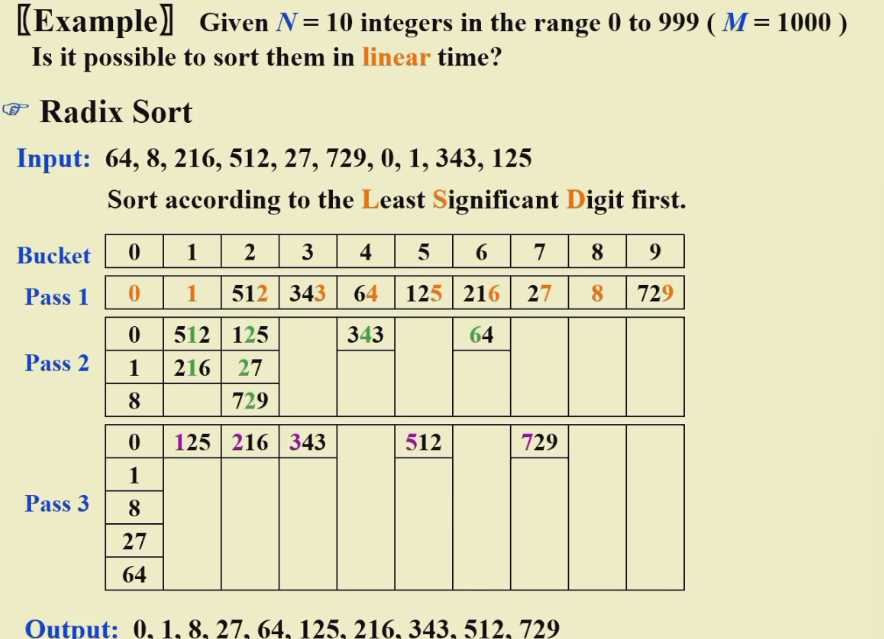 〖Example〗 Given N = 10 integers in the range 0 to 999 ( M = 1000 )
Is it possible to sort them in linear time?
☞ Radix Sort
Input: 64, 8, 216, 512, 27, 729, 0, 1, 343, 125
Sort according to the Least Significant Digit first.
Bucket 0 1 2 3 4 5 6 7 8 9
Pass 1 0 1 512 343 64 125 216 27 8 729
0 512 125 343 64
Pass 2 1 216 27
8 729
0 125 216 343 512 729
1
Pass 3 8
27
64
Output: 0, 1, 8, 27, 64, 125, 216, 343, 512, 729